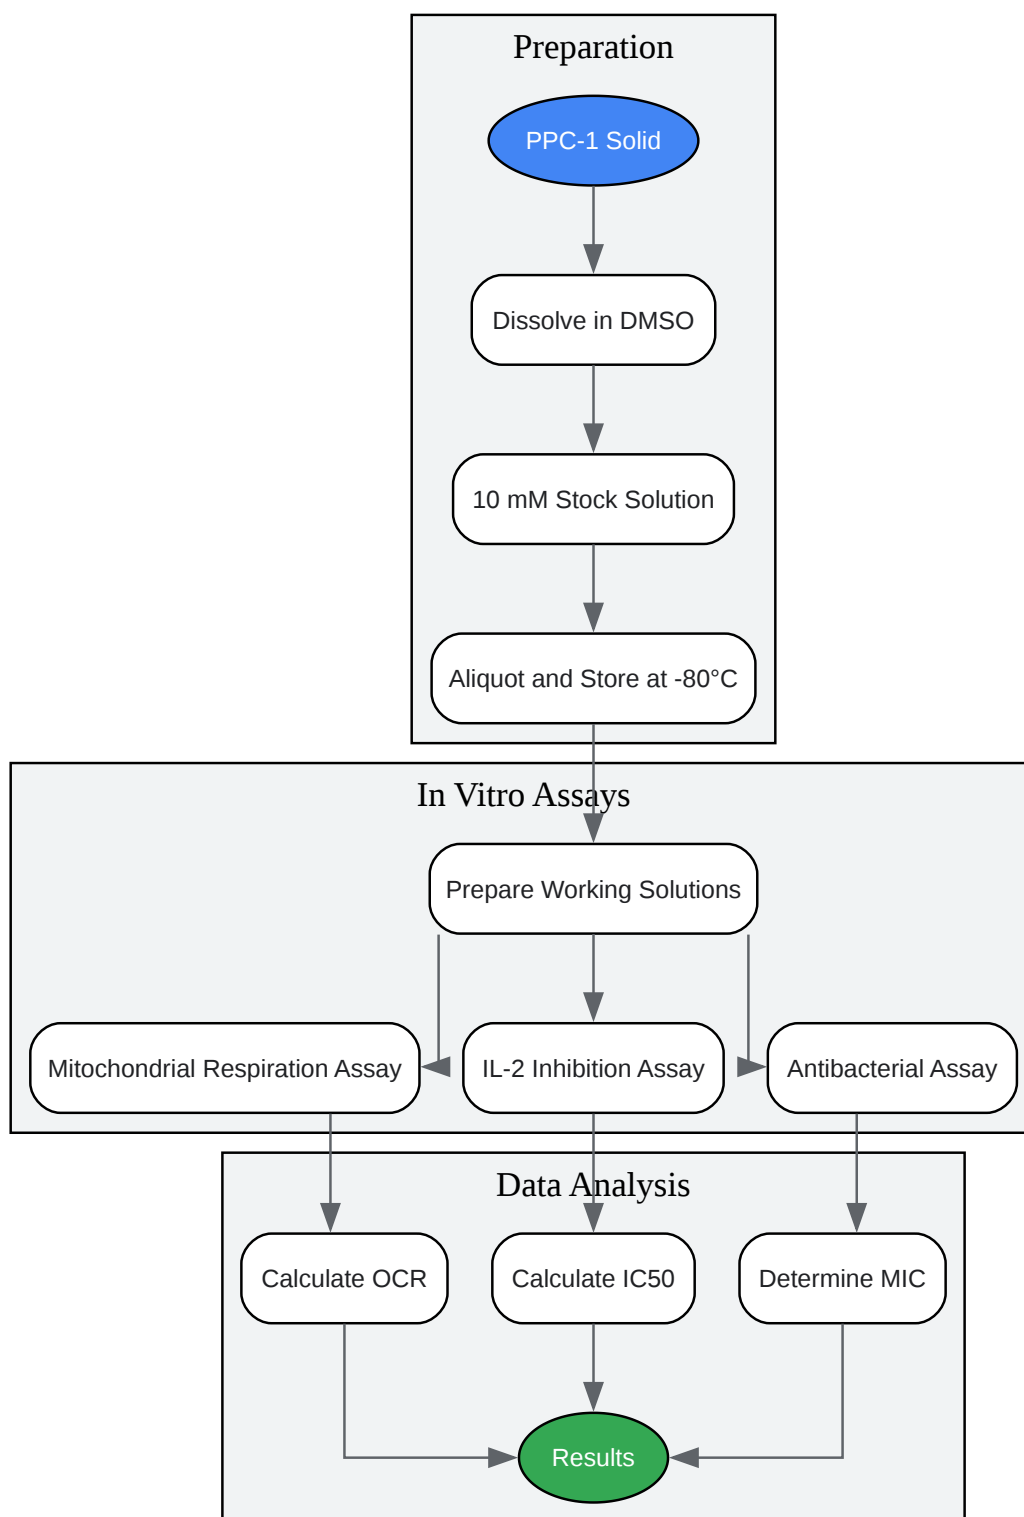 Preparation
PPC-1 Solid
Dissolve in DMSO
10 mM Stock Solution
Aliquot and Store at -80°C
In Vitro Assays
Prepare Working Solutions
Mitochondrial Respiration Assay
IL-2 Inhibition Assay
Antibacterial Assay
Data Analysis
Calculate OCR
Calculate IC50
Determine MIC
Results